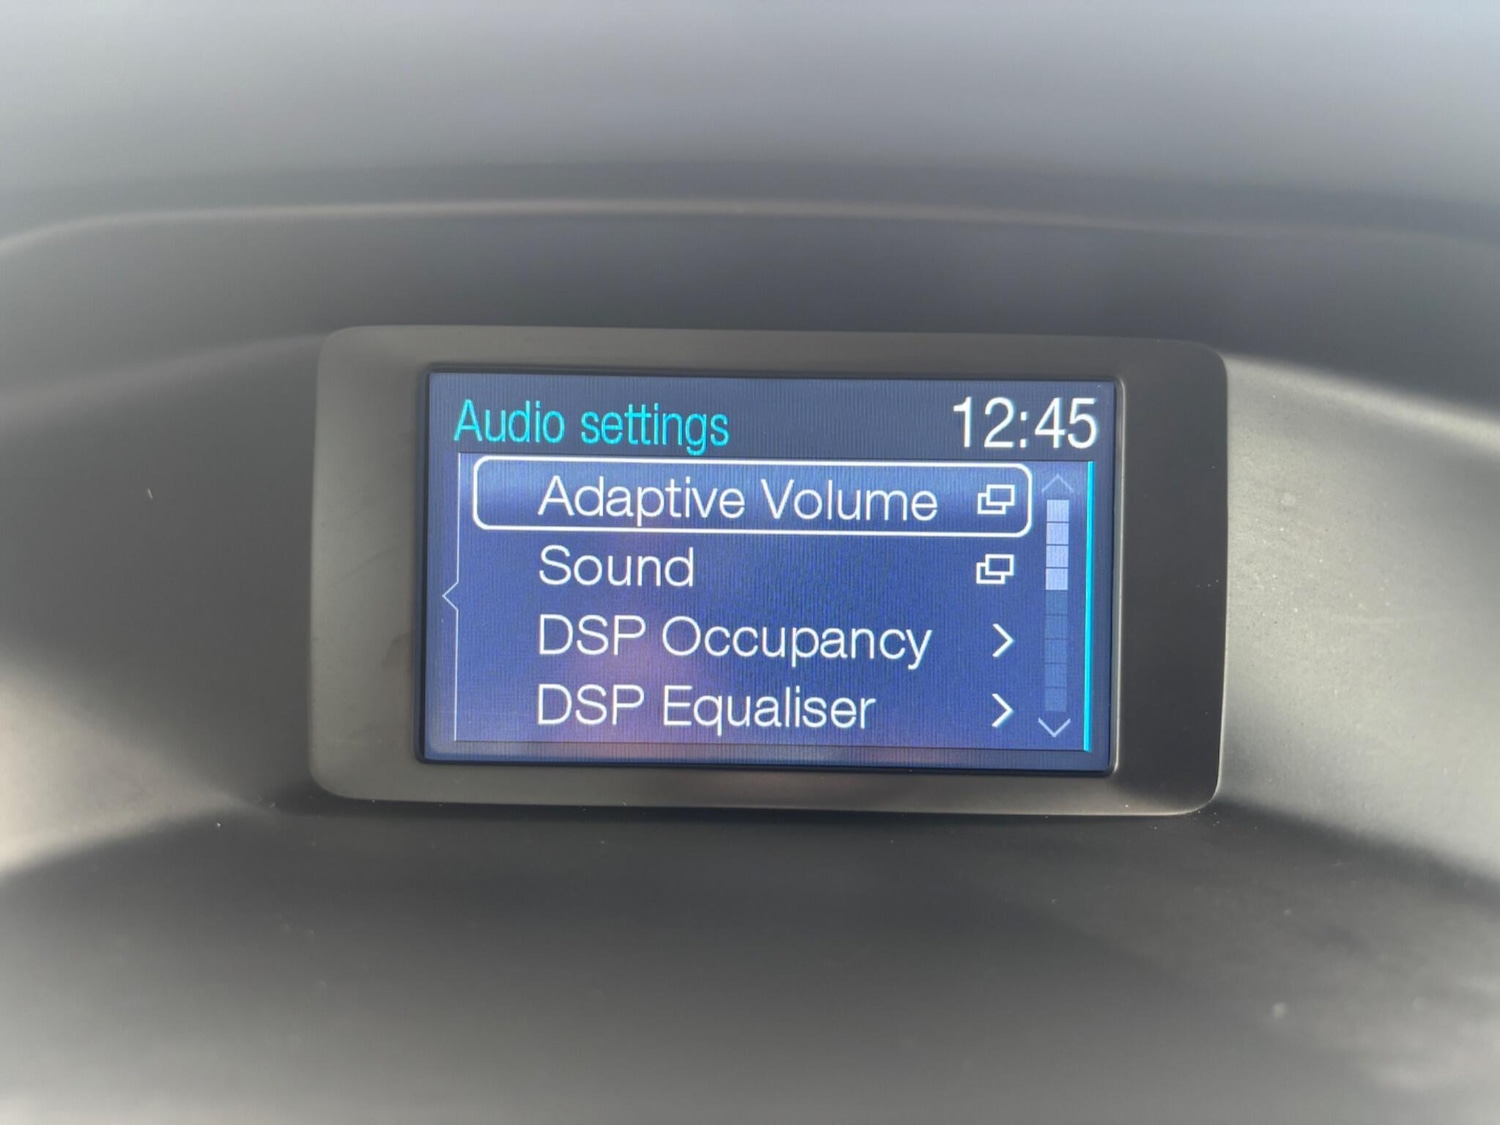 Audio settings 12:45
Adaptive Volume
Sound
DSP Occupancy
DSP Equaliser